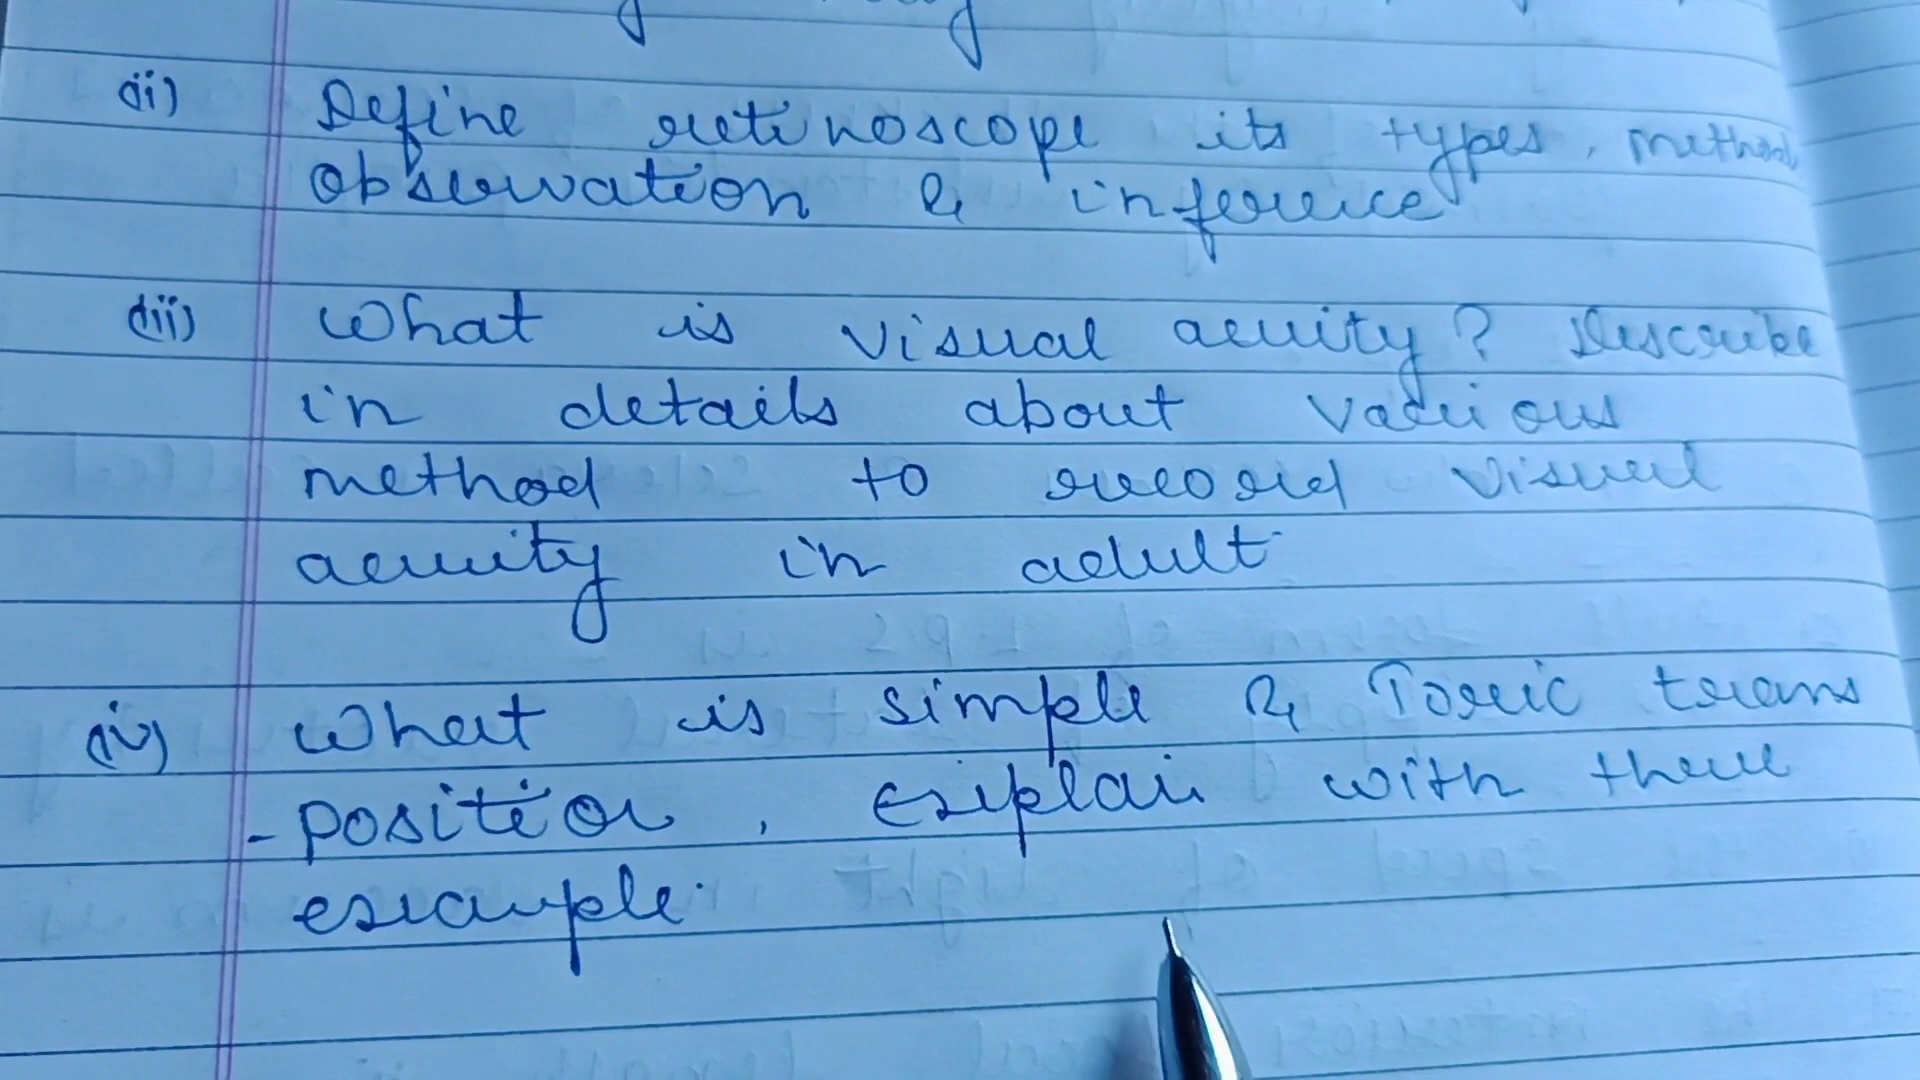 (ii) Define retinoscope its types, method
observation & inference
(iii) What is visual acuity? Describe
in details about various
method to record visual
acuity in adult
(iv) What is simple & Toric trans
-position, explain with there
example.